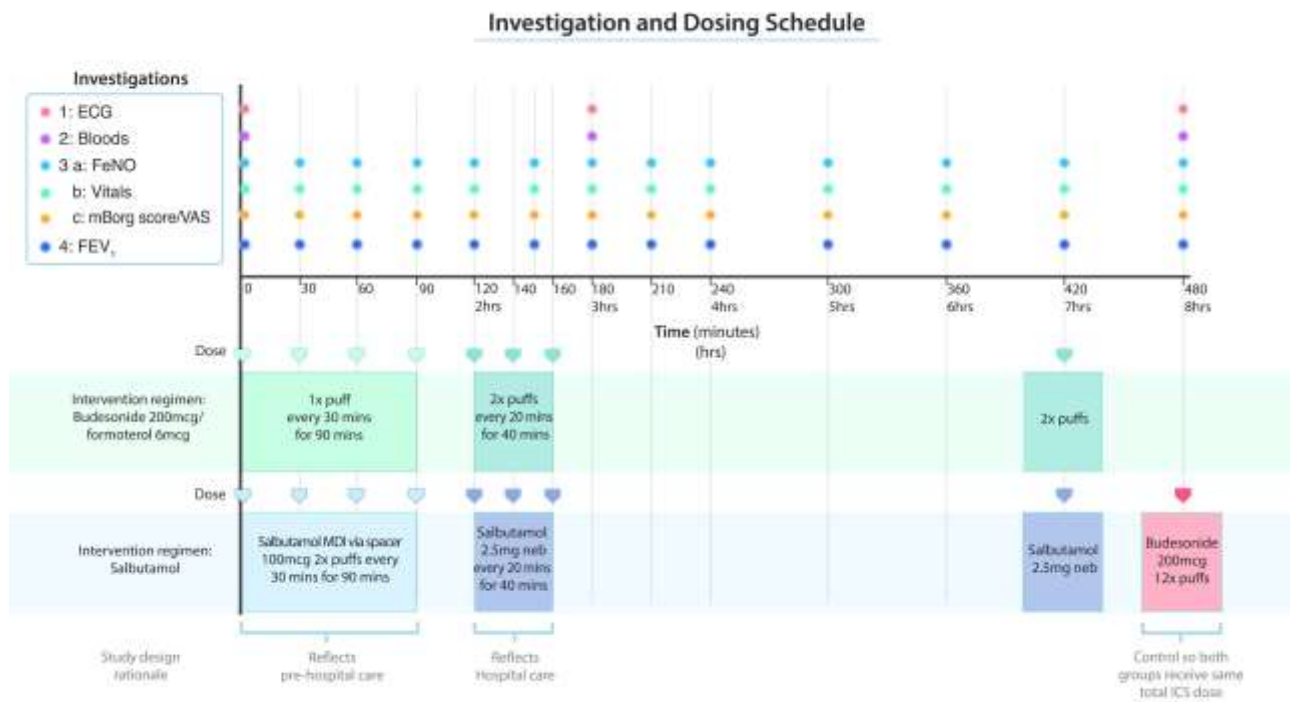 Investigation and Dosing Schedule
Investigations
1: ECG
2: Bloods
3 a: FeNO
b: Vitals
c: mBorg score/VAS
4: FEV₁
0 30 60 90 120 140 160 180 210 240 300 360 420 480
2hrs 3hrs 4hrs 5hrs 6hrs 7hrs 8hrs
Time (minutes)
(hrs)
Dose
Intervention regimen:
Budesonide 200mcg/
formoterol 6mcg
1x puff
every 30 mins
for 90 mins
2x puffs
every 20 mins
for 40 mins
2x puffs
Dose
Intervention regimen:
Salbutamol
Salbutamol MDI via spacer
100mcg 2x puffs every
30 mins for 90 mins
Salbutamol
2.5mg neb
every 20 mins
for 40 mins
Salbutamol
2.5mg neb
Budesonide
200mcg
12x puffs
Study design
rationale
Reflects
pre-hospital care
Reflects
Hospital care
Control so both
groups receive same
total ICS dose